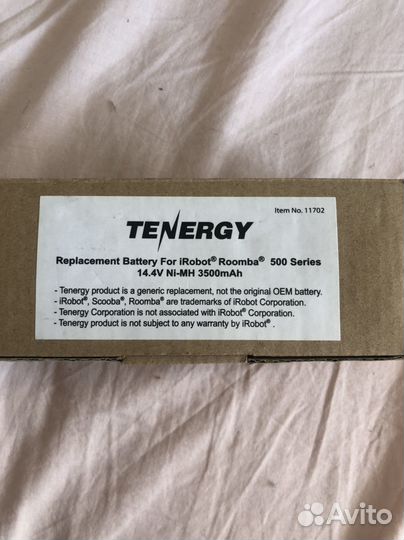 Item No. 11702
TENERGY
Replacement Battery For iRobot® Roomba® 500 Series
14.4V Ni-MH 3500mAh
- Tenergy product is a generic replacement, not the original OEM battery.
- iRobot®, Scooba®, Roomba® are trademarks of iRobot Corporation.
- Tenergy Corporation is not associated with iRobot® Corporation.
- Tenergy product is not subject to any warranty by iRobot® .
Avito